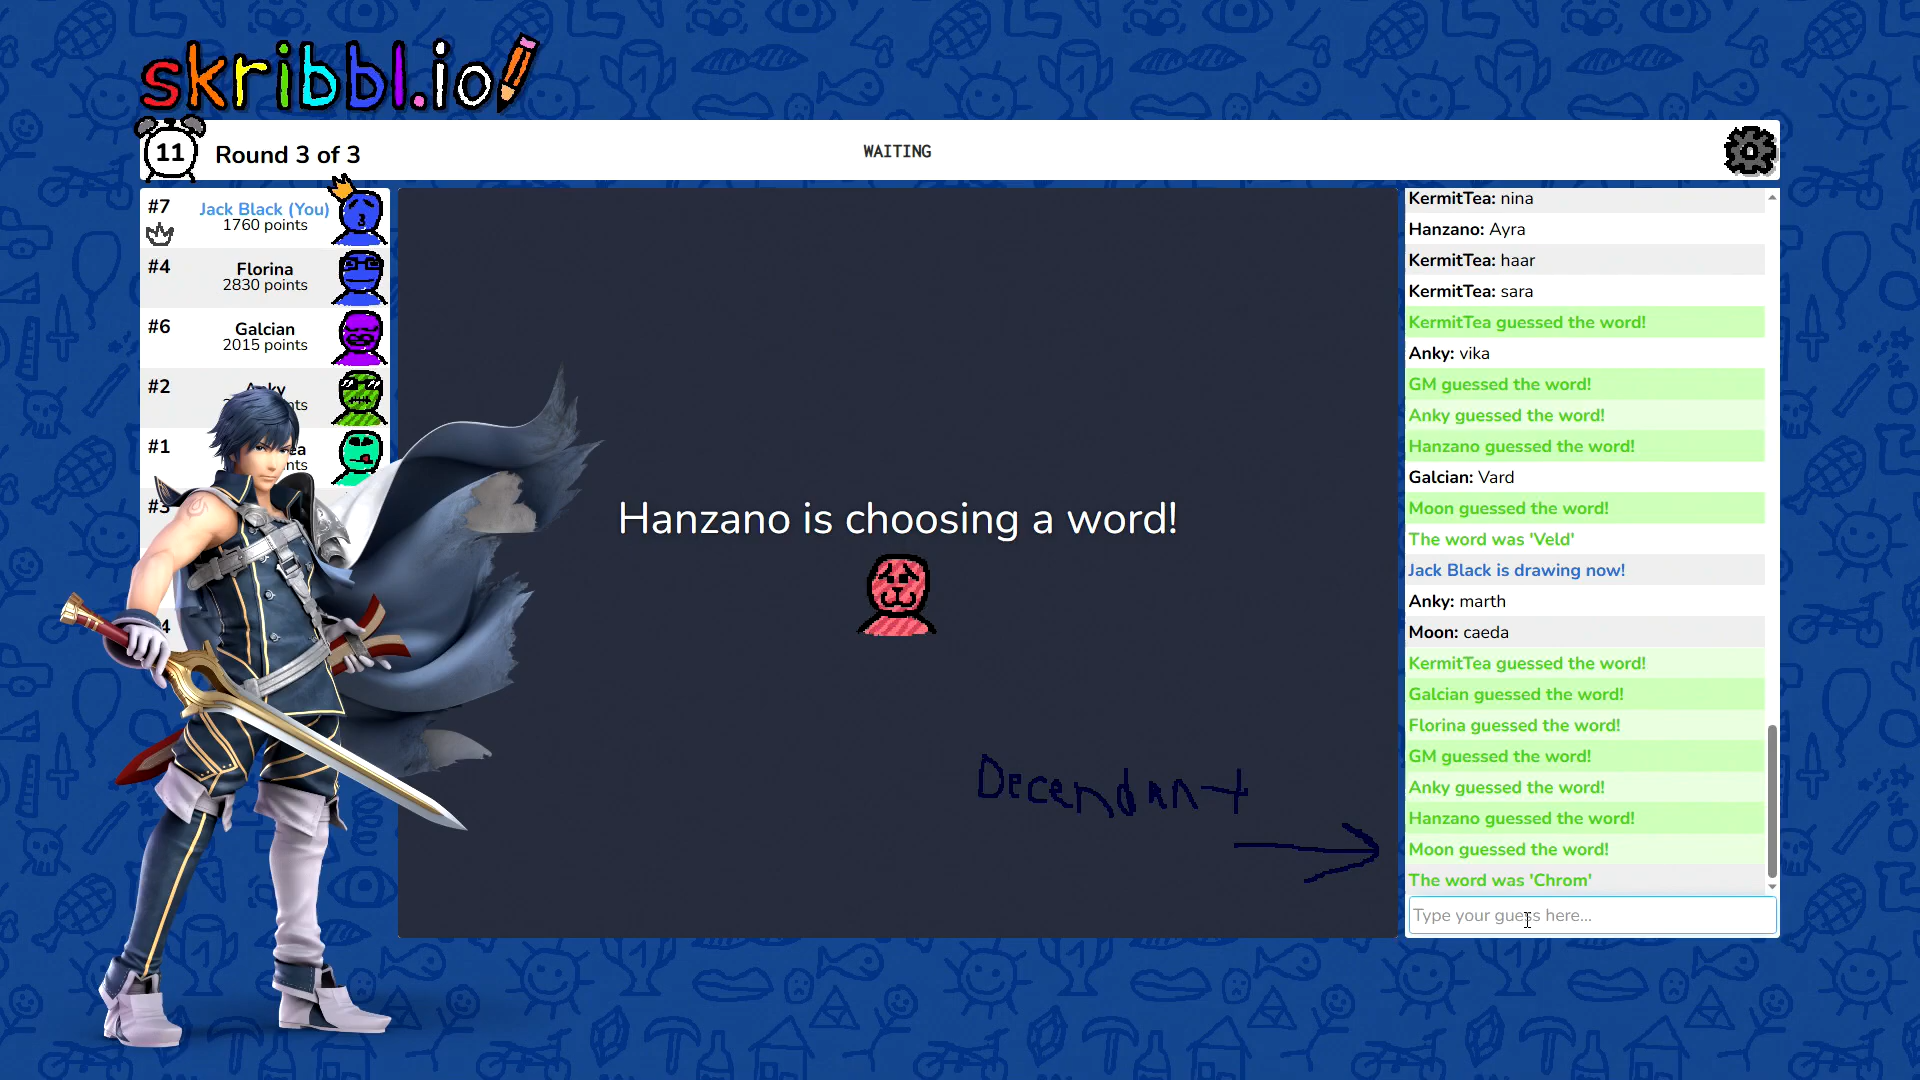 skribbl.io
11
Round 3 of 3
WAITING
#7
Jack Black (You)
1760 points
#4
Florina
2830 points
#6
Galcian
2015 points
#2
#1
#3
Hanzano is choosing a word!
Decendant
KermitTea: nina
Hanzano: Ayra
KermitTea: haar
KermitTea: sara
KermitTea guessed the word!
Anky: vika
GM guessed the word!
Anky guessed the word!
Hanzano guessed the word!
Galcian: Vard
Moon guessed the word!
The word was 'Veld'
Jack Black is drawing now!
Anky: marth
Moon: caeda
KermitTea guessed the word!
Galcian guessed the word!
Florina guessed the word!
GM guessed the word!
Anky guessed the word!
Hanzano guessed the word!
Moon guessed the word!
The word was 'Chrom'
Type your guess here...